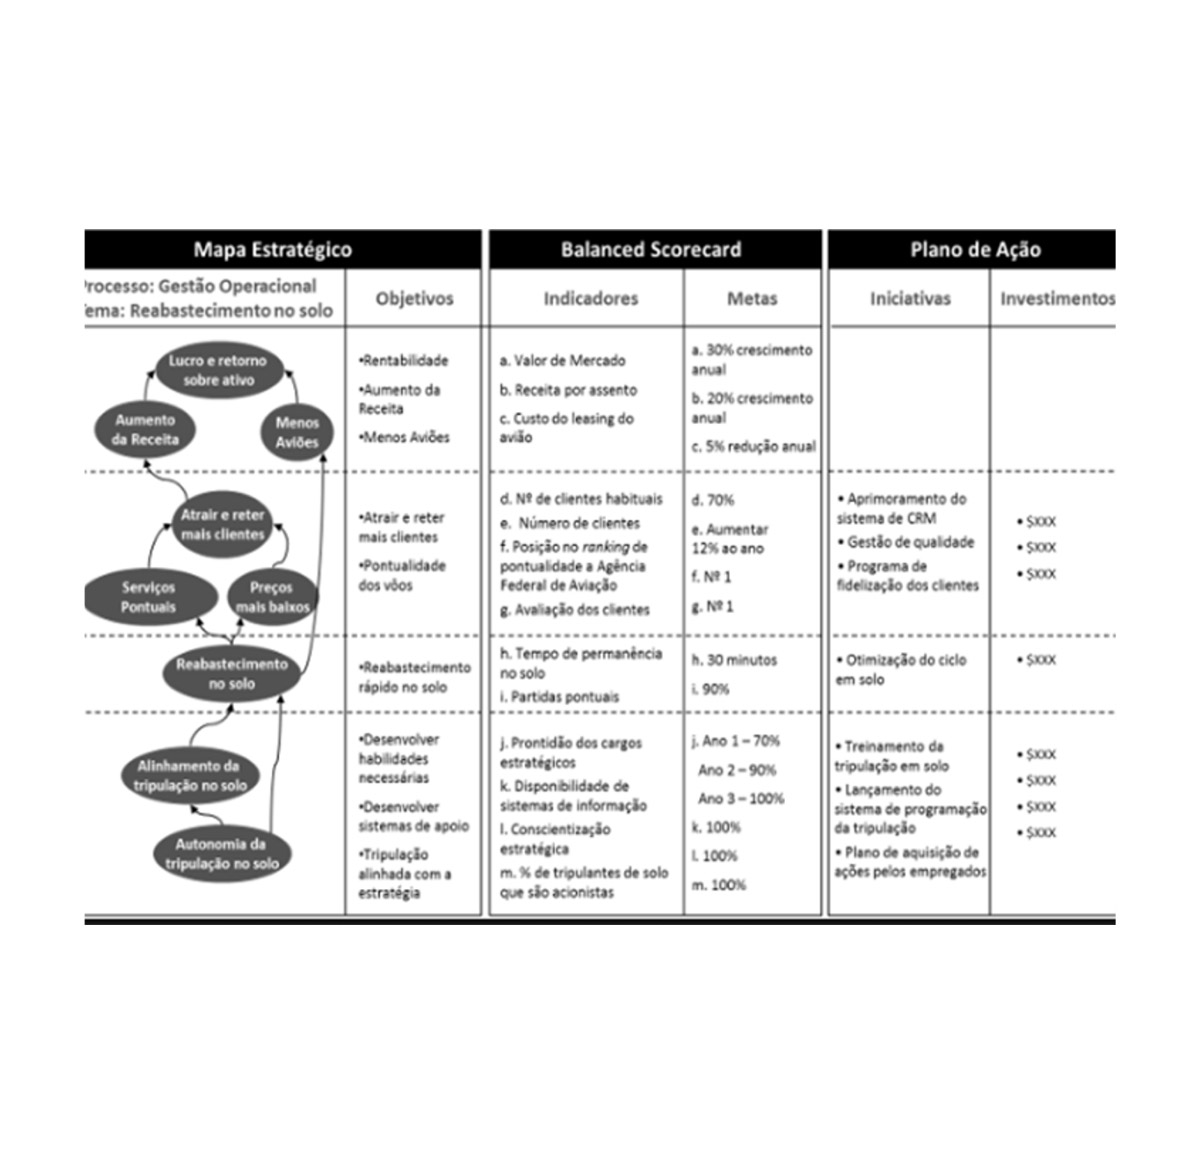 Mapa Estratégico
Balanced Scorecard
Plano de Ação
rocesso: Gestão Operacional
ema: Reabastecimento no solo
Objetivos
Indicadores
Metas
Iniciativas
Investimentos
Lucro e retorno
sobre ativo
Aumento
da Receita
Menos
Aviões
•Rentabilidade
•Aumento da
Receita
•Menos Aviões
a. Valor de Mercado
b. Receita por assento
c. Custo do leasing do
avião
a. 30% crescimento
anual
b. 20% crescimento
anual
c. 5% redução anual
Atrair e reter
mais clientes
Serviços
Pontuais
Preços
mais baixos
•Atrair e reter
mais clientes
•Pontualidade
dos vôos
d. Nº de clientes habituais
e. Número de clientes
f. Posição no ranking de
pontualidade a Agência
Federal de Aviação
g. Avaliação dos clientes
d. 70%
e. Aumentar
12% ao ano
f. Nº 1
g. Nº 1
• Aprimoramento do
sistema de CRM
• Gestão de qualidade
• Programa de
fidelização dos clientes
• $XXX
• $XXX
• $XXX
Reabastecimento
no solo
•Reabastecimento
rápido no solo
h. Tempo de permanência
no solo
i. Partidas pontuais
h. 30 minutos
i. 90%
• Otimização do ciclo
em solo
• $XXX
Alinhamento da
tripulação no solo
Autonomia da
tripulação no solo
•Desenvolver
habilidades
necessárias
•Desenvolver
sistemas de apoio
•Tripulação
alinhada com a
estratégia
j. Prontidão dos cargos
estratégicos
k. Disponibilidade de
sistemas de informação
l. Conscientização
estratégica
m. % de tripulantes de solo
que são acionistas
j. Ano 1 – 70%
Ano 2 – 90%
Ano 3 – 100%
k. 100%
l. 100%
m. 100%
• Treinamento da
tripulação em solo
• Lançamento do
sistema de programação
da tripulação
• Plano de aquisição de
ações pelos empregados
• $XXX
• $XXX
• $XXX
• $XXX